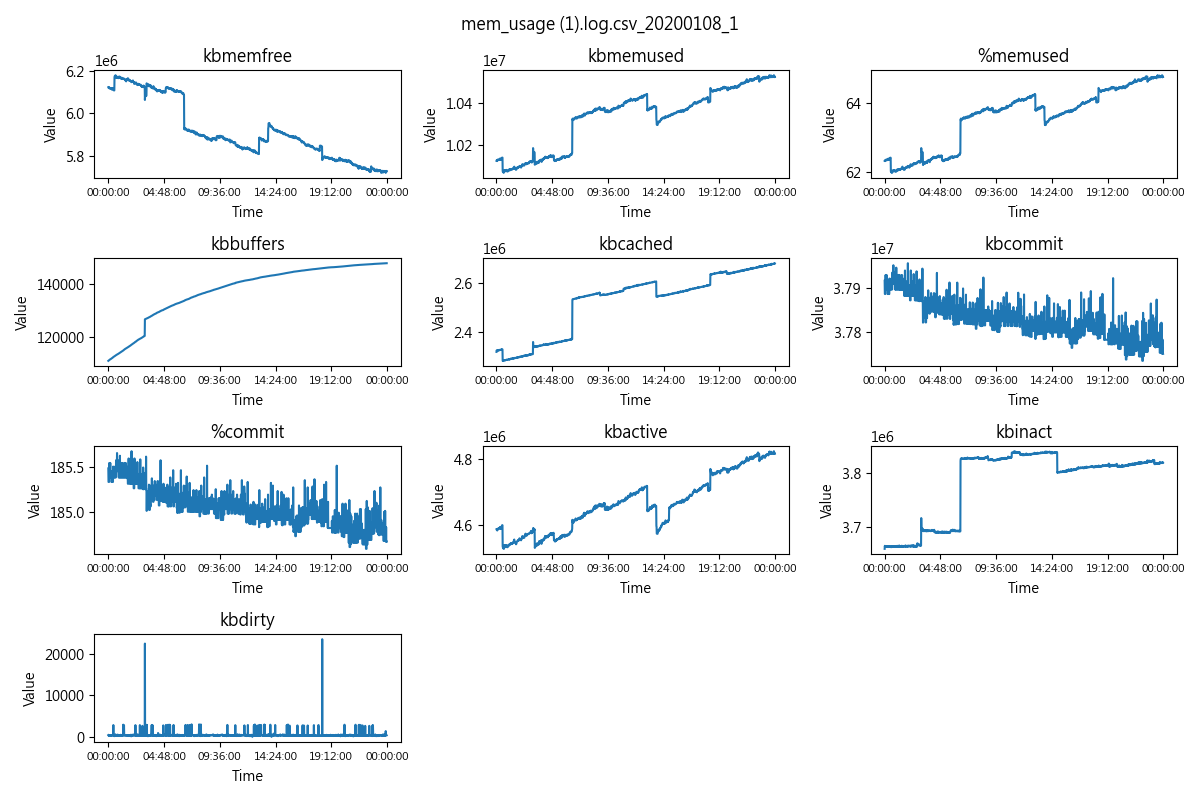 mem_usage (1).log.csv_20200108_1
kbmemfree
1e6
6.2
6.0
5.8
Value
00:00:00 04:48:00 09:36:00 14:24:00 19:12:00 00:00:00
Time
kbmemused
1e7
1.04
1.02
Value
00:00:00 04:48:00 09:36:00 14:24:00 19:12:00 00:00:00
Time
%memused
64
62
Value
00:00:00 04:48:00 09:36:00 14:24:00 19:12:00 00:00:00
Time
kbbuffers
140000
120000
Value
00:00:00 04:48:00 09:36:00 14:24:00 19:12:00 00:00:00
Time
kbcached
1e6
2.6
2.4
Value
00:00:00 04:48:00 09:36:00 14:24:00 19:12:00 00:00:00
Time
kbcommit
1e7
3.79
3.78
Value
00:00:00 04:48:00 09:36:00 14:24:00 19:12:00 00:00:00
Time
%commit
185.5
185.0
Value
00:00:00 04:48:00 09:36:00 14:24:00 19:12:00 00:00:00
Time
kbactive
1e6
4.8
4.6
Value
00:00:00 04:48:00 09:36:00 14:24:00 19:12:00 00:00:00
Time
kbinact
1e6
3.8
3.7
Value
00:00:00 04:48:00 09:36:00 14:24:00 19:12:00 00:00:00
Time
kbdirty
20000
10000
0
Value
00:00:00 04:48:00 09:36:00 14:24:00 19:12:00 00:00:00
Time